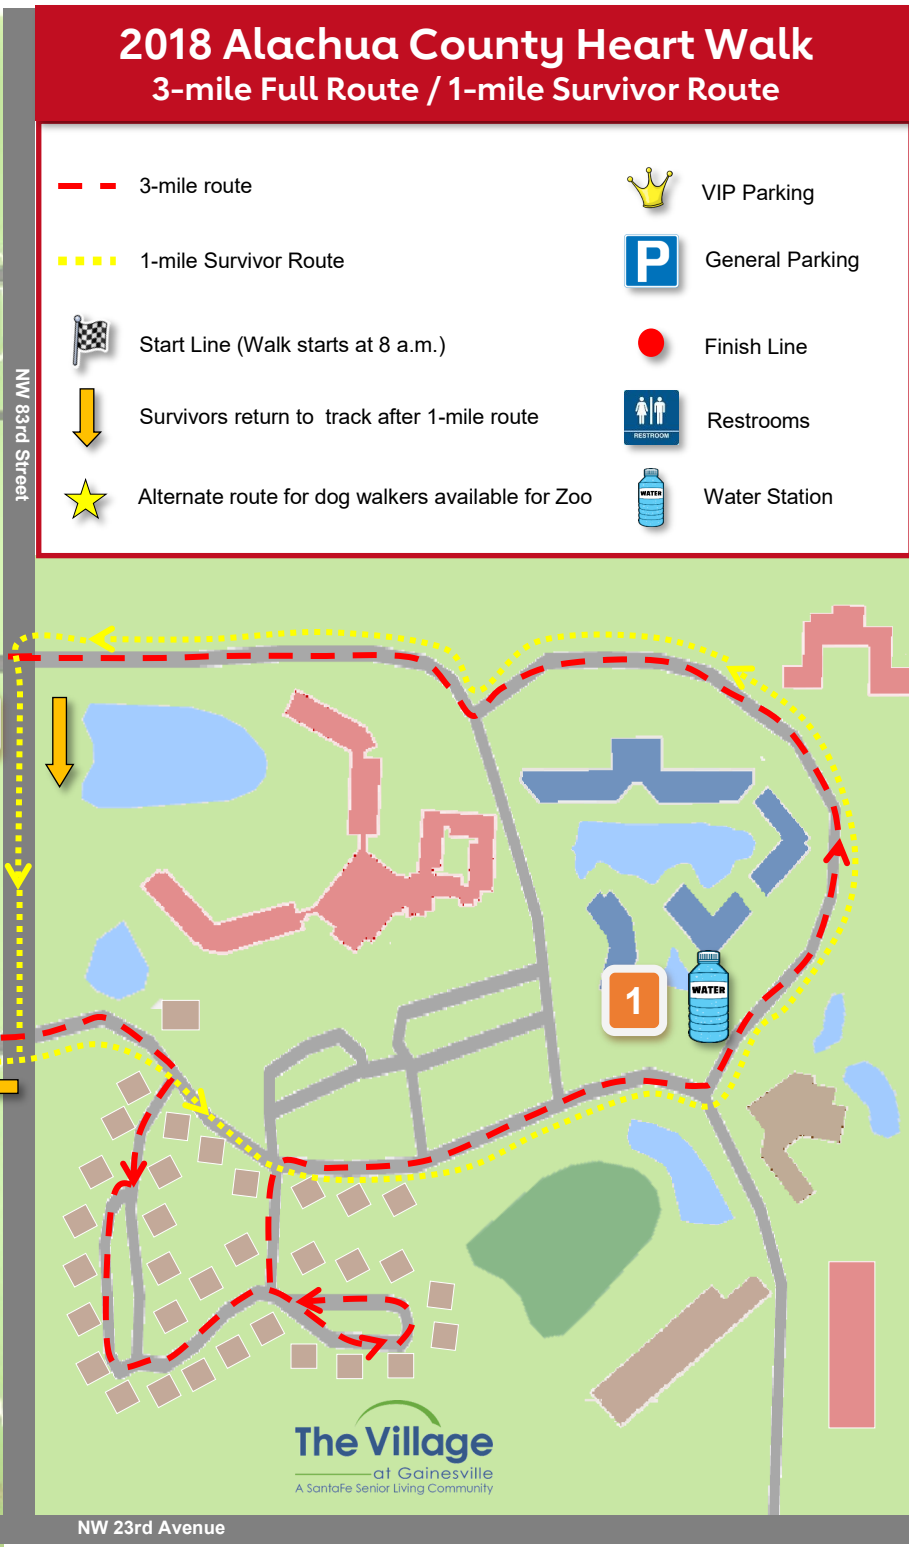 2018 Alachua County Heart Walk
3-mile Full Route / 1-mile Survivor Route
3-mile route
VIP Parking
1-mile Survivor Route
General Parking
P
Start Line (Walk starts at 8 a.m.)
Finish Line
Survivors return to track after 1-mile route
Restrooms
RESTROOM
Alternate route for dog walkers available for Zoo
Water Station
WATER
NW 83rd Street
1
WATER
The Village
at Gainesville
A SantaFe Senior Living Community
NW 23rd Avenue